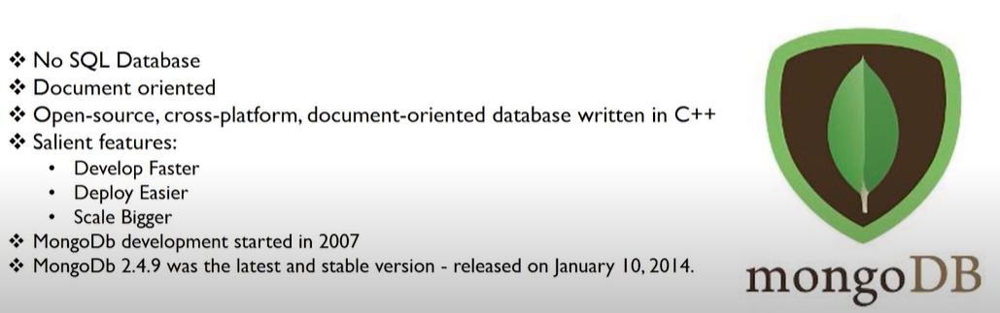 ❖ No SQL Database
❖ Document oriented
❖ Open-source, cross-platform, document-oriented database written in C++
❖ Salient features:
• Develop Faster
• Deploy Easier
• Scale Bigger
❖ MongoDb development started in 2007
❖ MongoDb 2.4.9 was the latest and stable version - released on January 10, 2014.
mongoDB